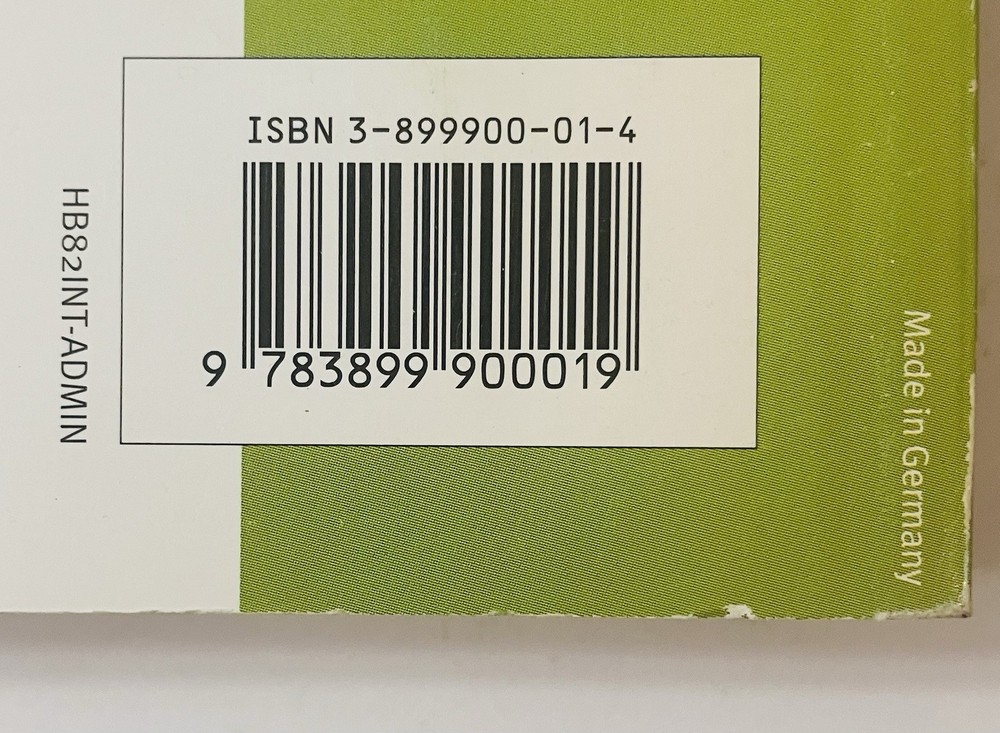 ISBN 3-899900-01-4
9 783899 900019
HB82INT-ADMIN
Made in Germany